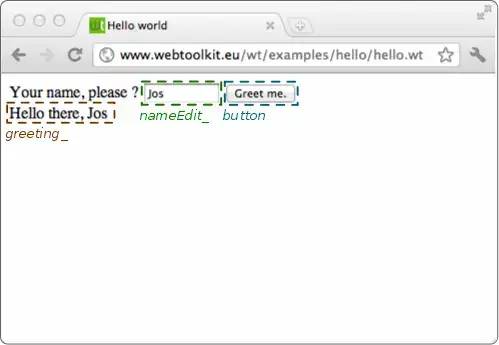 Hello world
www.webtoolkit.eu/wt/examples/hello/hello.wt
Your name, please ? Jos Greet me.
Hello there, Jos nameEdit_ button
greeting_